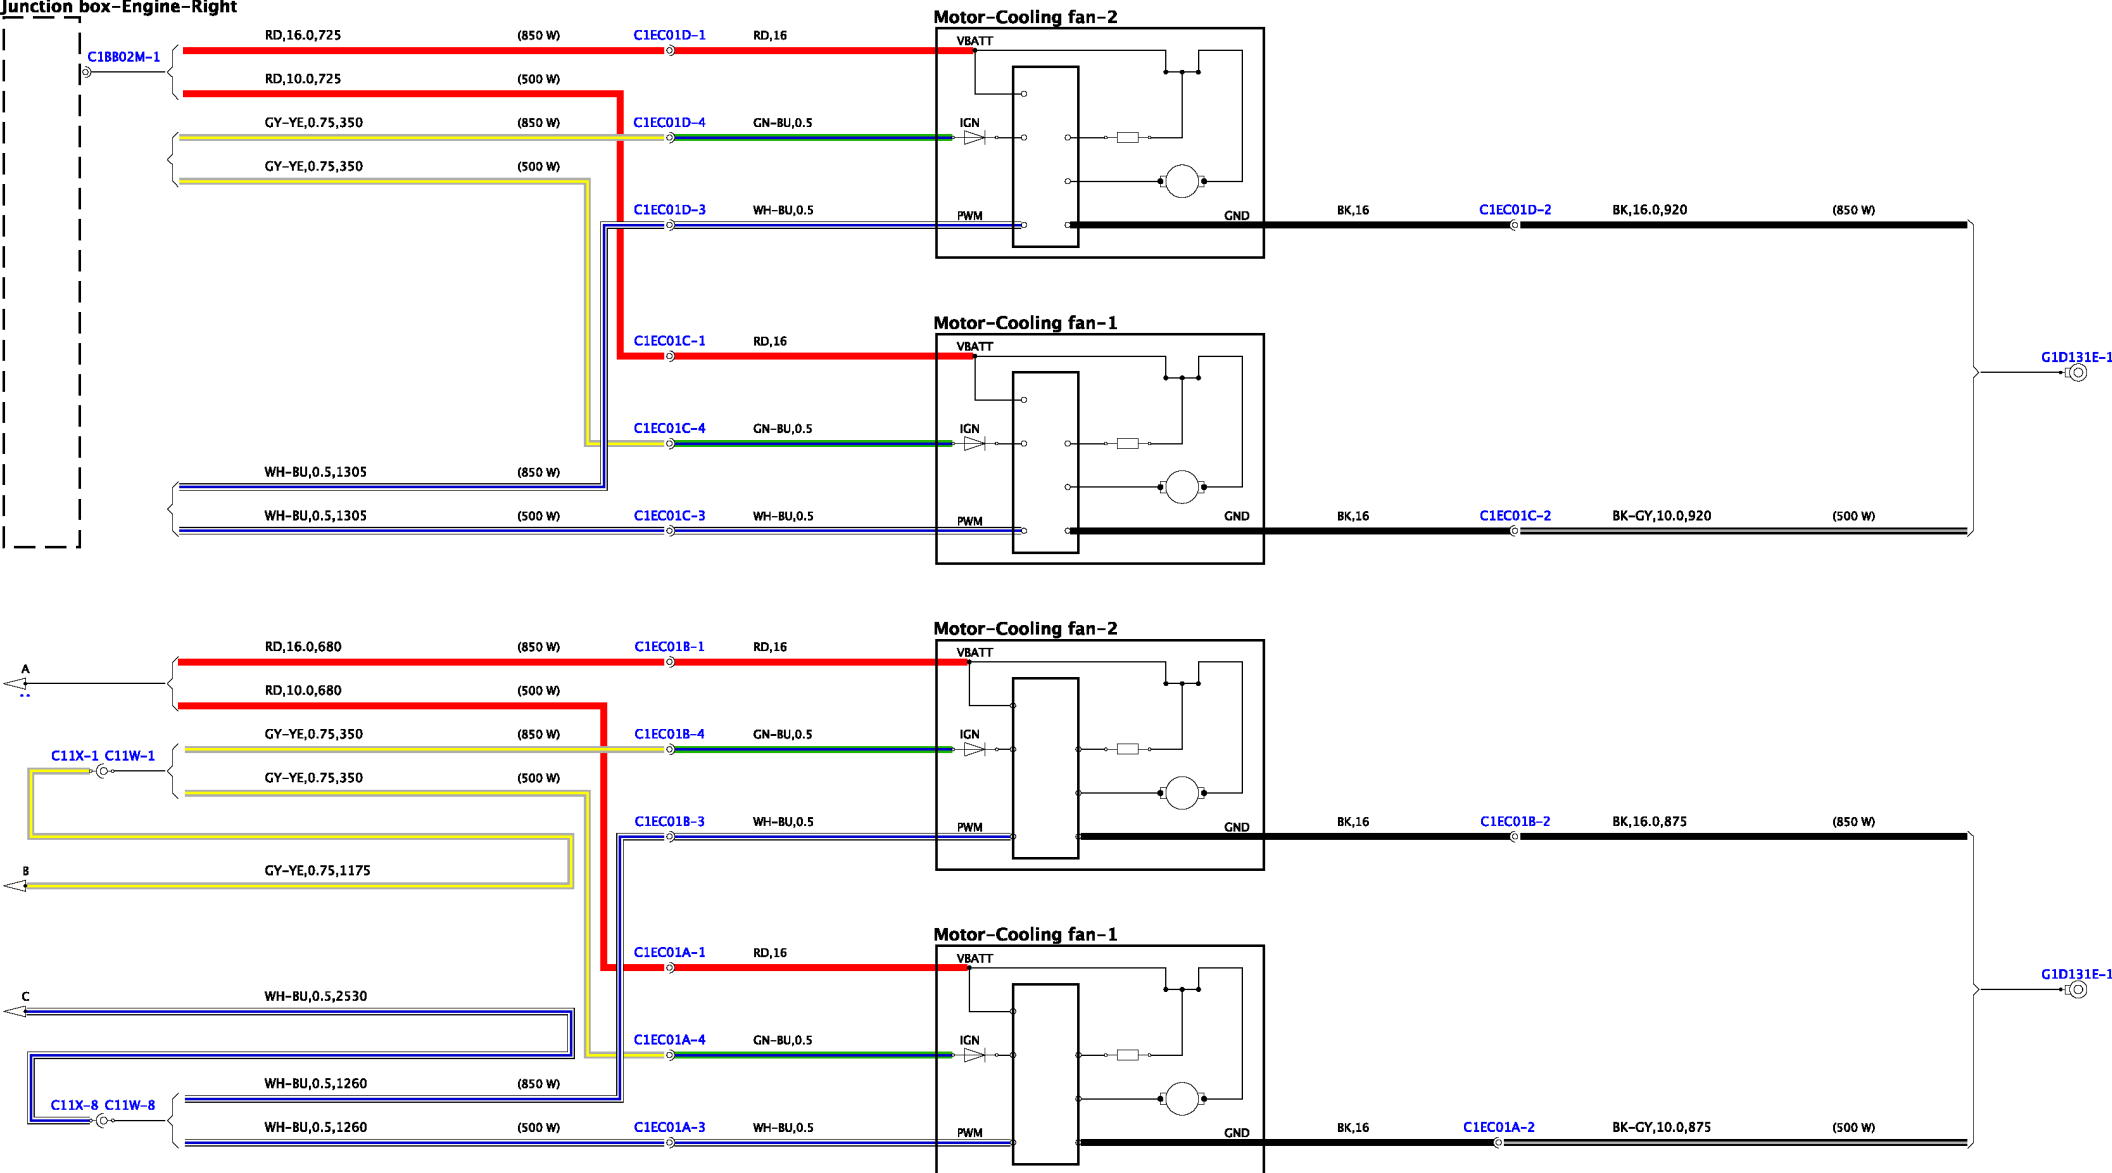 Junction box-Engine-Right
Motor-Cooling fan-2
RD,16.0,725 (850 W) C1EC01D-1 RD,16 VBATT
C1BB02M-1
RD,10.0,725 (500 W)
GY-YE,0.75,350 (850 W) C1EC01D-4 GN-BU,0.5 IGN
GY-YE,0.75,350 (500 W)
C1EC01D-3 WH-BU,0.5 PWM GND BK,16 C1EC01D-2 BK,16.0,920 (850 W)
Motor-Cooling fan-1
C1EC01C-1 RD,16 VBATT
G1D131E-1
C1EC01C-4 GN-BU,0.5 IGN
WH-BU,0.5,1305 (850 W)
WH-BU,0.5,1305 (500 W) C1EC01C-3 WH-BU,0.5 PWM GND BK,16 C1EC01C-2 BK-GY,10.0,920 (500 W)
Motor-Cooling fan-2
RD,16.0,680 (850 W) C1EC01B-1 RD,16 VBATT
A
RD,10.0,680 (500 W)
GY-YE,0.75,350 (850 W) C1EC01B-4 GN-BU,0.5 IGN
C11X-1 C11W-1
GY-YE,0.75,350 (500 W)
C1EC01B-3 WH-BU,0.5 PWM GND BK,16 C1EC01B-2 BK,16.0,875 (850 W)
B GY-YE,0.75,1175
Motor-Cooling fan-1
C1EC01A-1 RD,16 VBATT
G1D131E-1
C WH-BU,0.5,2530
C1EC01A-4 GN-BU,0.5 IGN
WH-BU,0.5,1260 (850 W)
C11X-8 C11W-8
WH-BU,0.5,1260 (500 W) C1EC01A-3 WH-BU,0.5 PWM GND BK,16 C1EC01A-2 BK-GY,10.0,875 (500 W)